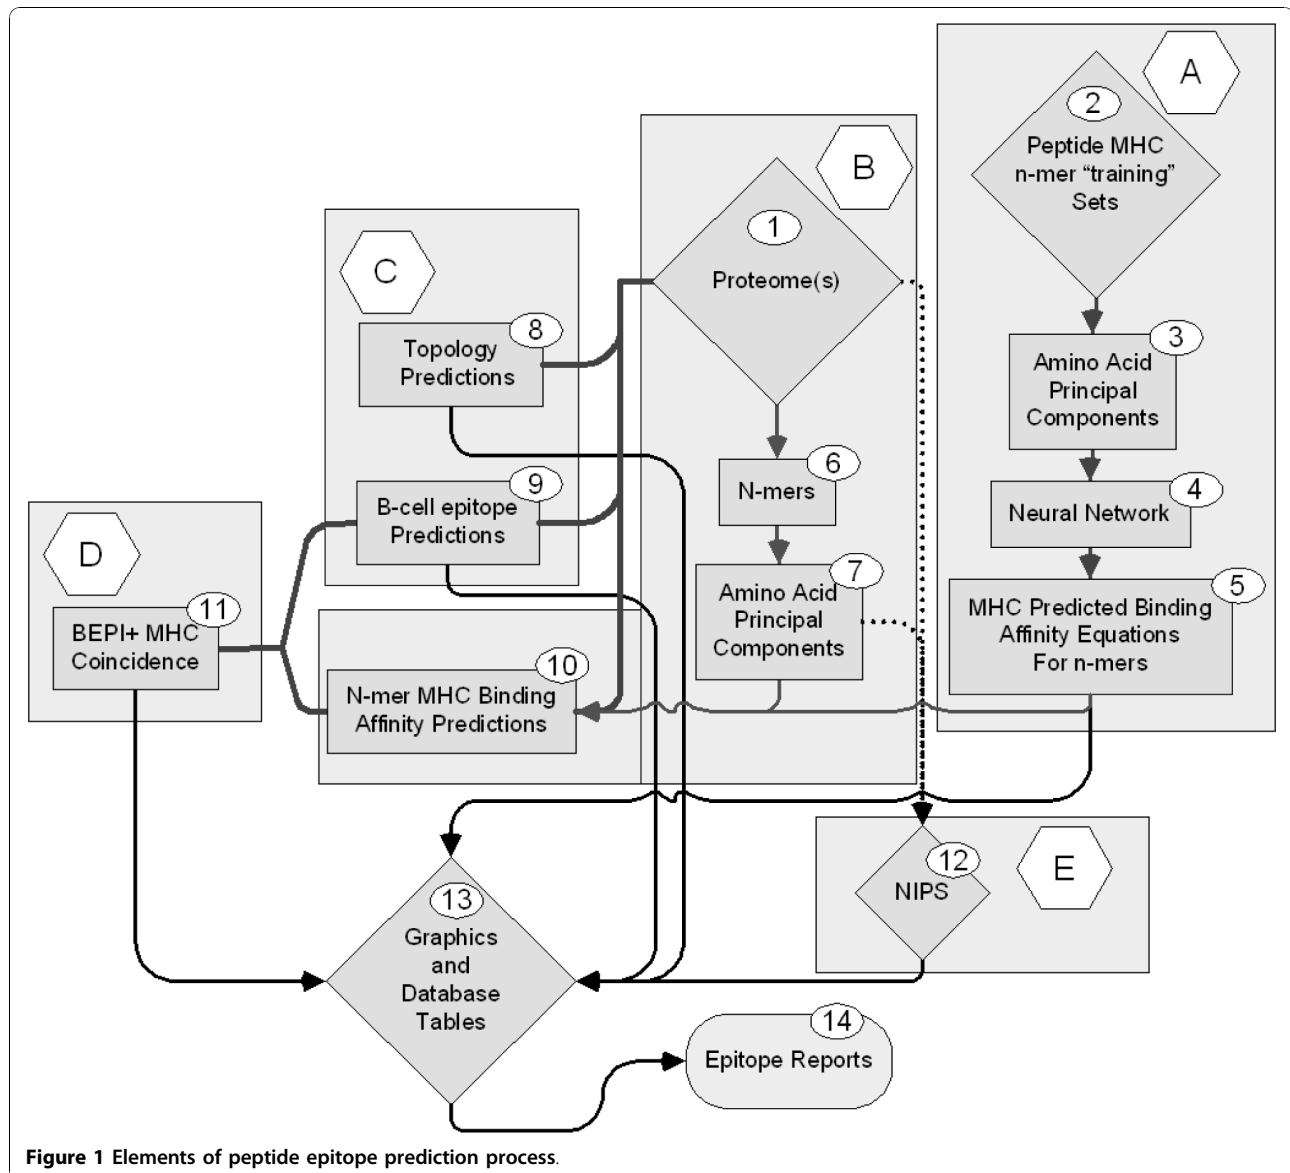 A
2
Peptide MHC
n-mer “training”
Sets
B
1
Proteome(s)
C
8
Topology
Predictions
3
Amino Acid
Principal
Components
6
N-mers
9
B-cell epitope
Predictions
4
Neural Network
D
11
BEPI+ MHC
Coincidence
7
Amino Acid
Principal
Components
5
MHC Predicted Binding
Affinity Equations
For n-mers
10
N-mer MHC Binding
Affinity Predictions
12
NIPS
E
13
Graphics
and
Database
Tables
14
Epitope Reports
Figure 1 Elements of peptide epitope prediction process.